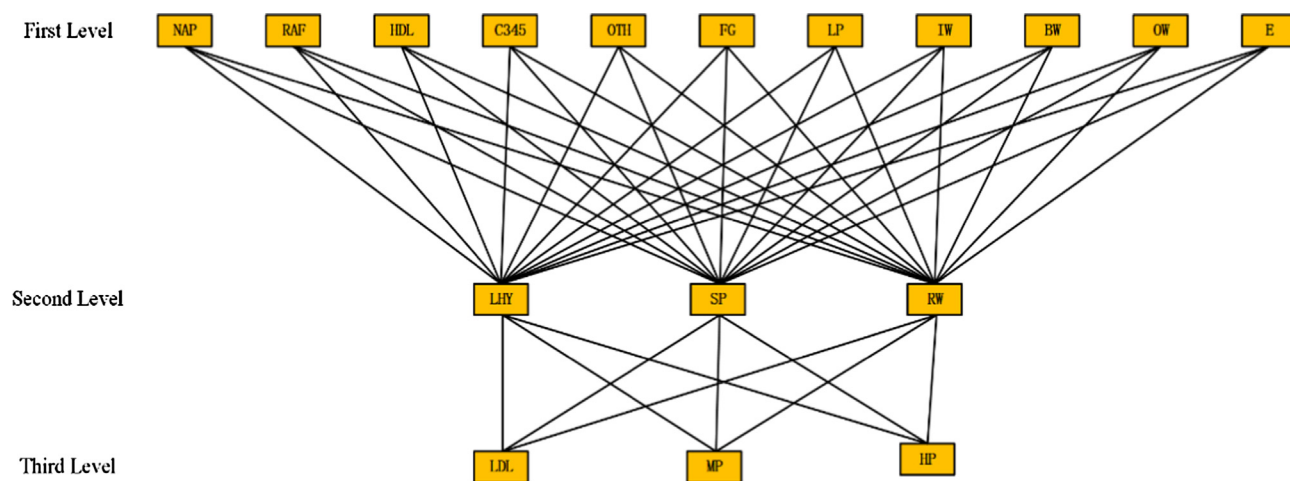 First Level NAP RAF HDL C345 OTH FG LP IW BW OW E
Second Level LHY SP RW
Third Level LDL MP HP